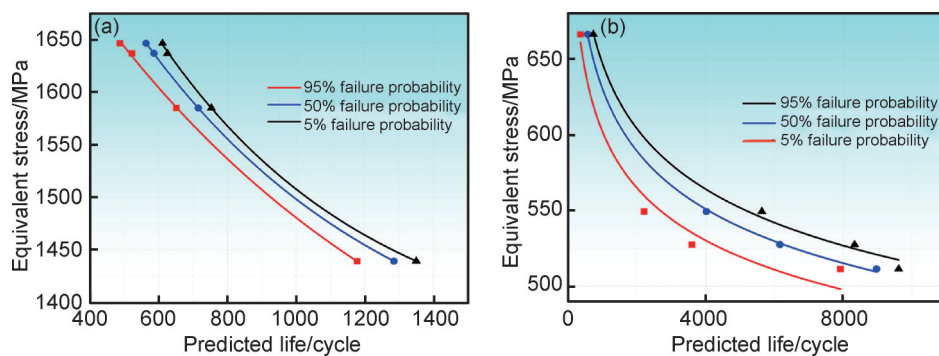 (a)
1650
1600
1550
1500
1450
1400
Equivalent stress/MPa
95% failure probability
50% failure probability
5% failure probability
400 600 800 1000 1200 1400
Predicted life/cycle
(b)
650
600
550
500
Equivalent stress/MPa
95% failure probability
50% failure probability
5% failure probability
0 4000 8000
Predicted life/cycle